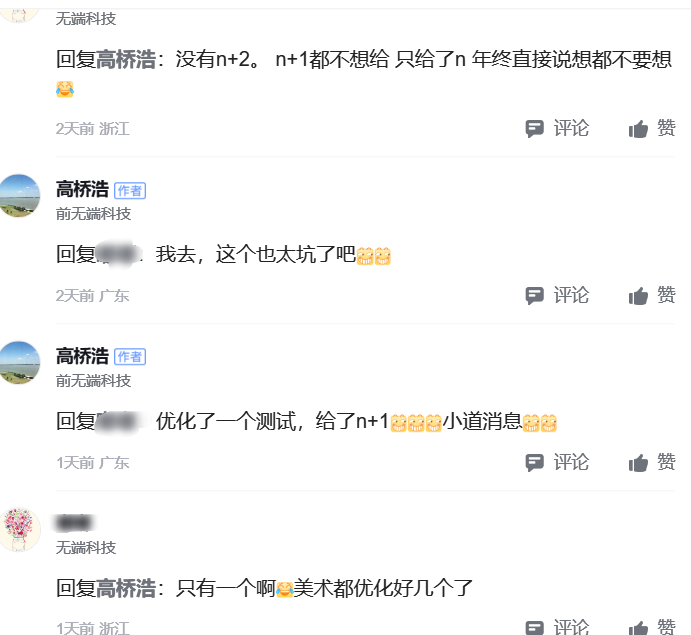 无端科技
回复高桥浩：没有n+2。 n+1都不想给 只给了n 年终直接说想都不要想
2天前 浙江
评论
赞
高桥浩 作者
前无端科技
回复 我去，这个也太坑了吧
2天前 广东
评论
赞
高桥浩 作者
前无端科技
回复 优化了一个测试，给了n+1小道消息
1天前 广东
评论
赞
无端科技
回复高桥浩：只有一个啊美术都优化好几个了
1天前 浙江
评论
赞